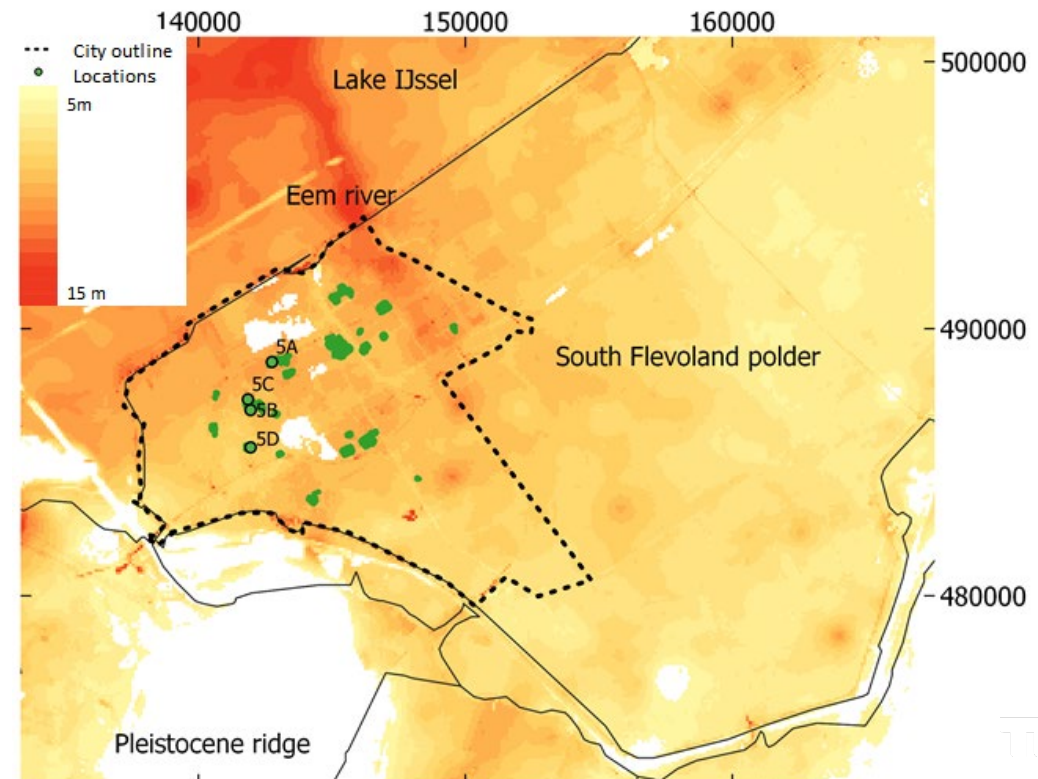 140000 150000 160000
City outline
Locations
5m
15 m
Lake IJssel
500000
Eem river
490000
5A
South Flevoland polder
5C
5B
5D
480000
Pleistocene ridge